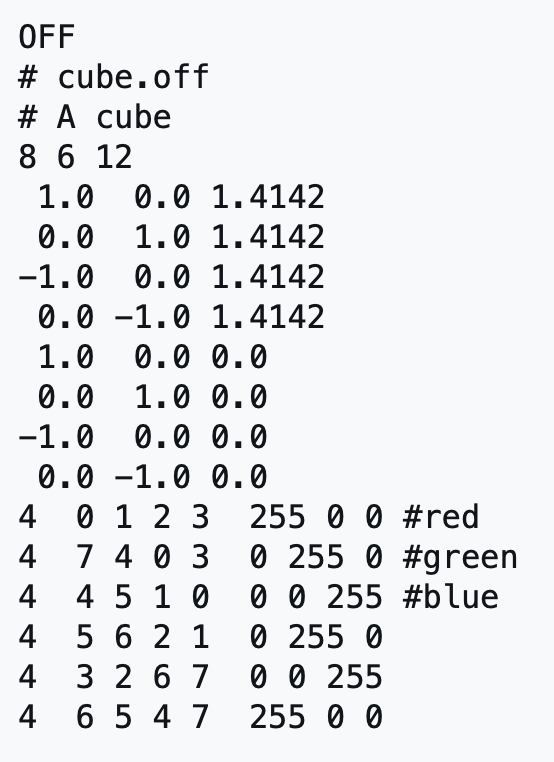 OFF
# cube.off
# A cube
8 6 12
 1.0  0.0 1.4142
 0.0  1.0 1.4142
-1.0  0.0 1.4142
 0.0 -1.0 1.4142
 1.0  0.0 0.0
 0.0  1.0 0.0
-1.0  0.0 0.0
 0.0 -1.0 0.0
4  0 1 2 3  255 0 0 #red
4  7 4 0 3  0 255 0 #green
4  4 5 1 0  0 0 255 #blue
4  5 6 2 1  0 255 0
4  3 2 6 7  0 0 255
4  6 5 4 7  255 0 0